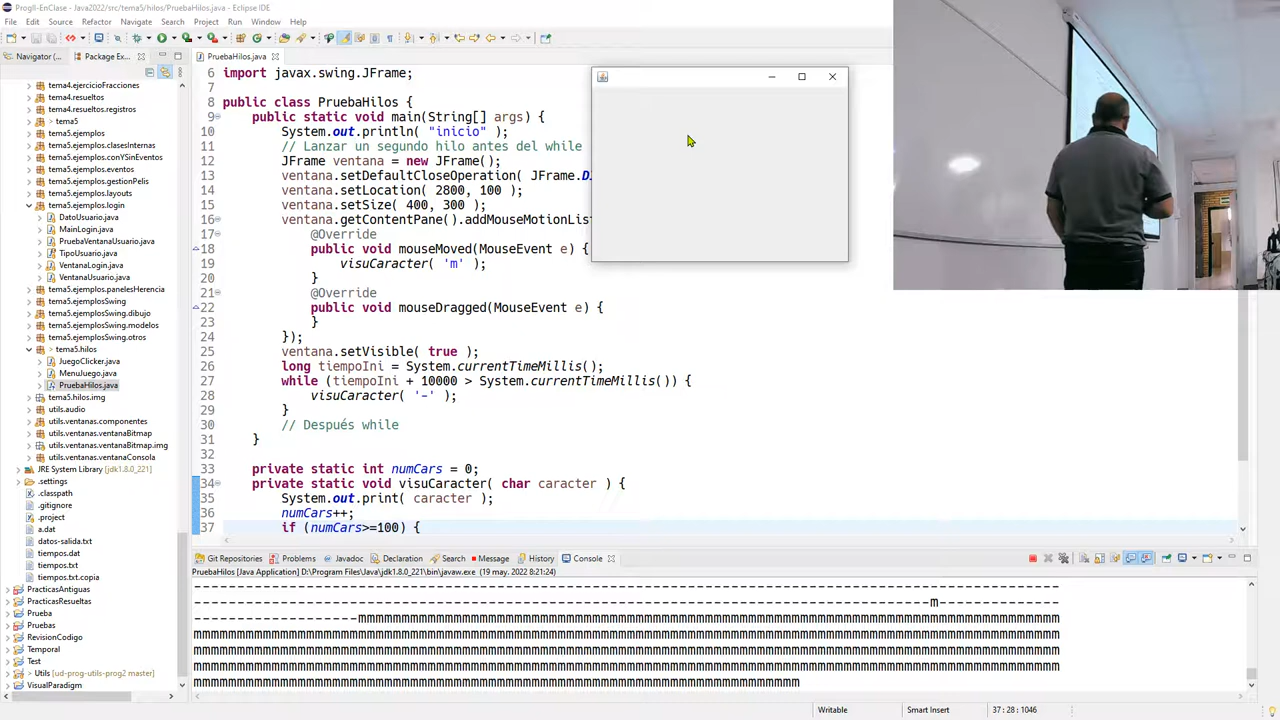 ProgII-EnClase - Java2022/src/tema5/hilos/PruebaHilos.java - Eclipse IDE
File Edit Source Refactor Navigate Search Project Run Window Help
Navigator (...
Package Ex...
PruebaHilos.java
tema4.ejercicioFracciones
tema4.resueltos
tema4.resueltos.registros
> tema5
tema5.ejemplos
tema5.ejemplos.clasesInternas
tema5.ejemplos.conYSinEventos
tema5.ejemplos.eventos
tema5.ejemplos.gestionPelis
tema5.ejemplos.layouts
tema5.ejemplos.login
DatoUsuario.java
MainLogin.java
PruebaVentanaUsuario.java
TipoUsuario.java
VentanaLogin.java
VentanaUsuario.java
tema5.ejemplos.panelesHerencia
tema5.ejemplosSwing
tema5.ejemplosSwing.dibujo
tema5.ejemplosSwing.modelos
tema5.ejemplosSwing.otros
> tema5.hilos
JuegoClicker.java
MenuJuego.java
PruebaHilos.java
tema5.hilos.img
utils.audio
utils.ventanas.componentes
utils.ventanas.ventanaBitmap
utils.ventanas.ventanaBitmap.img
utils.ventanas.ventanaConsola
JRE System Library [jdk1.8.0_221]
.settings
.classpath
.gitignore
.project
a.dat
datos-salida.txt
tiempos.dat
tiempos.txt
tiempos.txt.copia
PracticasAntiguas
PracticasResueltas
Prueba
Pruebas
RevisionCodigo
Temporal
Test
Utils [ud-prog-utils-prog2 master]
VisualParadigm
6 import javax.swing.JFrame;
7
8 public class PruebaHilos {
9 public static void main(String[] args) {
10 System.out.println( "inicio" );
11 // Lanzar un segundo hilo antes del while
12 JFrame ventana = new JFrame();
13 ventana.setDefaultCloseOperation( JFrame.D
14 ventana.setLocation( 2800, 100 );
15 ventana.setSize( 400, 300 );
16 ventana.getContentPane().addMouseMotionList
17 @Override
18 public void mouseMoved(MouseEvent e) {
19 visuCaracter( 'm' );
20 }
21 @Override
22 public void mouseDragged(MouseEvent e) {
23 }
24 });
25 ventana.setVisible( true );
26 long tiempoIni = System.currentTimeMillis();
27 while (tiempoIni + 10000 > System.currentTimeMillis()) {
28 visuCaracter( '-' );
29 }
30 // Después while
31 }
32
33 private static int numCars = 0;
34 private static void visuCaracter( char caracter ) {
35 System.out.print( caracter );
36 numCars++;
37 if (numCars>=100) {
Git Repositories Problems Javadoc Declaration Search Message History Console
PruebaHilos [Java Application] D:\Program Files\Java\jdk1.8.0_221\bin\javaw.exe (19 may. 2022 8:21:24)
----------------------------------------------------------------------------------------------------
-------------------------------------------------------------------------------------m--------------
-------------------mmmmmmmmmmmmmmmmmmmmmmmmmmmmmmmmmmmmmmmmmmmmmmmmmmmmmmmmmmmmmmmmmmmmmmmmmmmmmmmmm
mmmmmmmmmmmmmmmmmmmmmmmmmmmmmmmmmmmmmmmmmmmmmmmmmmmmmmmmmmmmmmmmmmmmmmmmmmmmmmmmmmmmmmmmmmmmmmmmmmmm
mmmmmmmmmmmmmmmmmmmmmmmmmmmmmmmmmmmmmmmmmmmmmmmmmmmmmmmmmmmmmmmmmmmmmmmmmmmmmmmmmmmmmmmmmmmmmmmmmmmm
mmmmmmmmmmmmmmmmmmmmmmmmmmmmmmmmmmmmmmmmmmmmmmmmmmmmmmmmmmmmmmmmmmmmmmmmmmmmmmmmmmmmmmmmmmmmmmmmmmmm
mmmmmmmmmmmmmmmmmmmmmmmmmmmmmmmmmmmmmmmmmmmmmmmmmmmmmmmmmmmmmmmmmmmmmm
Writable Smart Insert 37 : 28 : 1046